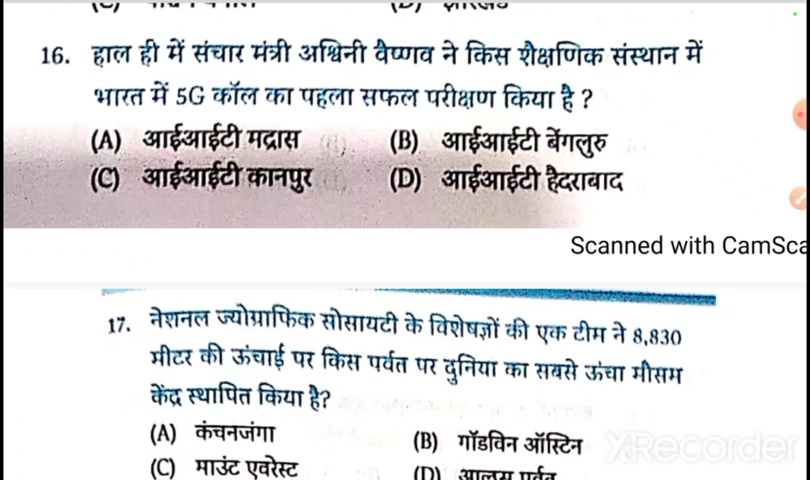 16. हाल ही में संचार मंत्री अश्विनी वैष्णव ने किस शैक्षणिक संस्थान में
भारत में 5G कॉल का पहला सफल परीक्षण किया है ?
(A) आईआईटी मद्रास (B) आईआईटी बेंगलुरु
(C) आईआईटी कानपुर (D) आईआईटी हैदराबाद
Scanned with CamSca
17. नेशनल ज्योग्राफिक सोसायटी के विशेषज्ञों की एक टीम ने 8,830
मीटर की ऊंचाई पर किस पर्वत पर दुनिया का सबसे ऊंचा मौसम
केंद्र स्थापित किया है?
(A) कंचनजंगा (B) गॉडविन ऑस्टिन
XRecorder
(C) माउंट एवरेस्ट (D)